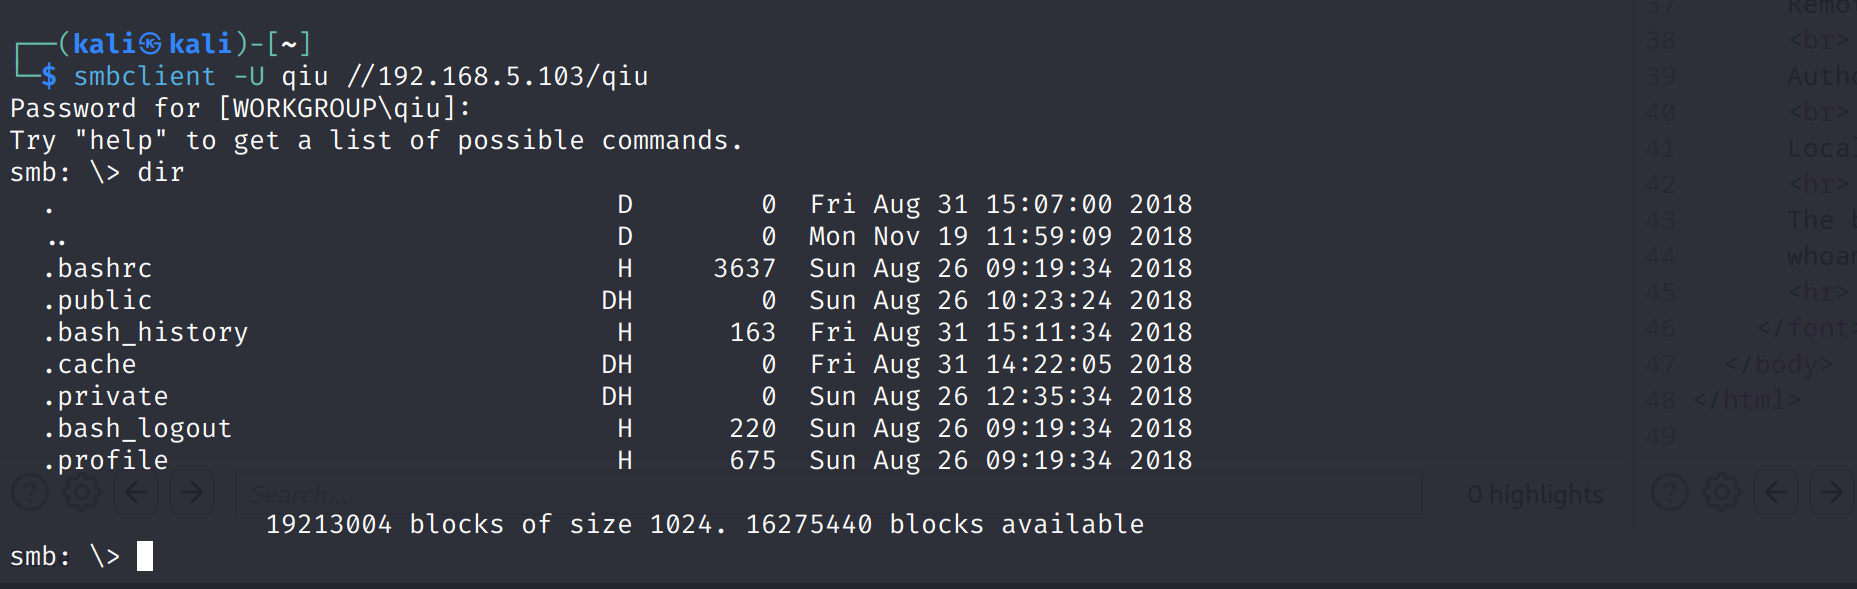 ┌──(kali㉿kali)-[~]
└─$ smbclient -U qiu //192.168.5.103/qiu
Password for [WORKGROUP\qiu]:
Try "help" to get a list of possible commands.
smb: \> dir
  .                                   D        0  Fri Aug 31 15:07:00 2018
  ..                                  D        0  Mon Nov 19 11:59:09 2018
  .bashrc                             H     3637  Sun Aug 26 09:19:34 2018
  .public                            DH        0  Sun Aug 26 10:23:24 2018
  .bash_history                       H      163  Fri Aug 31 15:11:34 2018
  .cache                             DH        0  Fri Aug 31 14:22:05 2018
  .private                           DH        0  Sun Aug 26 12:35:34 2018
  .bash_logout                        H      220  Sun Aug 26 09:19:34 2018
  .profile                            H      675  Sun Aug 26 09:19:34 2018
Search...
0 highlights
                19213004 blocks of size 1024. 16275440 blocks available
smb: \>
37
38 <br>
39
40 <br>
41
42 <hr>
43 The
44
45 <hr>
46 </font>
47 </body>
48 </html>
49